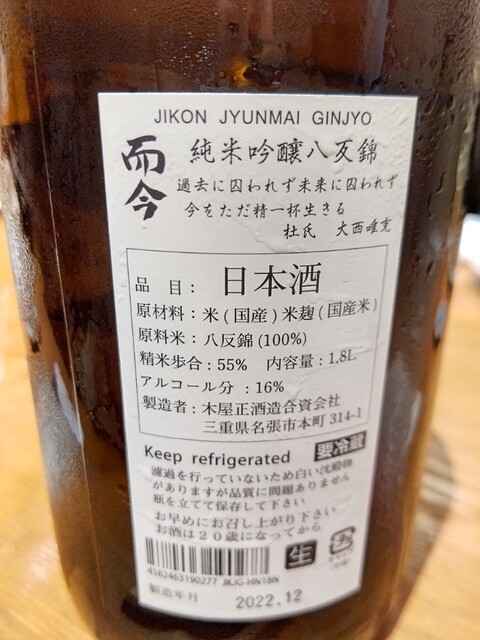 JIKON JYUNMAI GINJYO
而今
純米吟醸八反錦
過去に囚われず未来に囚われず
今をただ精一杯生きる
杜氏 大西唯克
品 目: 日本酒
原材料:米(国産)米麹(国産米)
原料米:八反錦(100%)
精米歩合:55% 内容量:1.8L
アルコール分:16%
製造者:木屋正酒造合資会社
三重県名張市本町314-1
Keep refrigerated 要冷蔵
濾過を行っていないため白い沈殿物
がありますが品質に問題ありません
瓶を立てて保存して下さい
お早めにお召し上がり下さい
お酒は20歳になってから
4582463190277 JKJG-HN18N
生
製造年月 2022.12